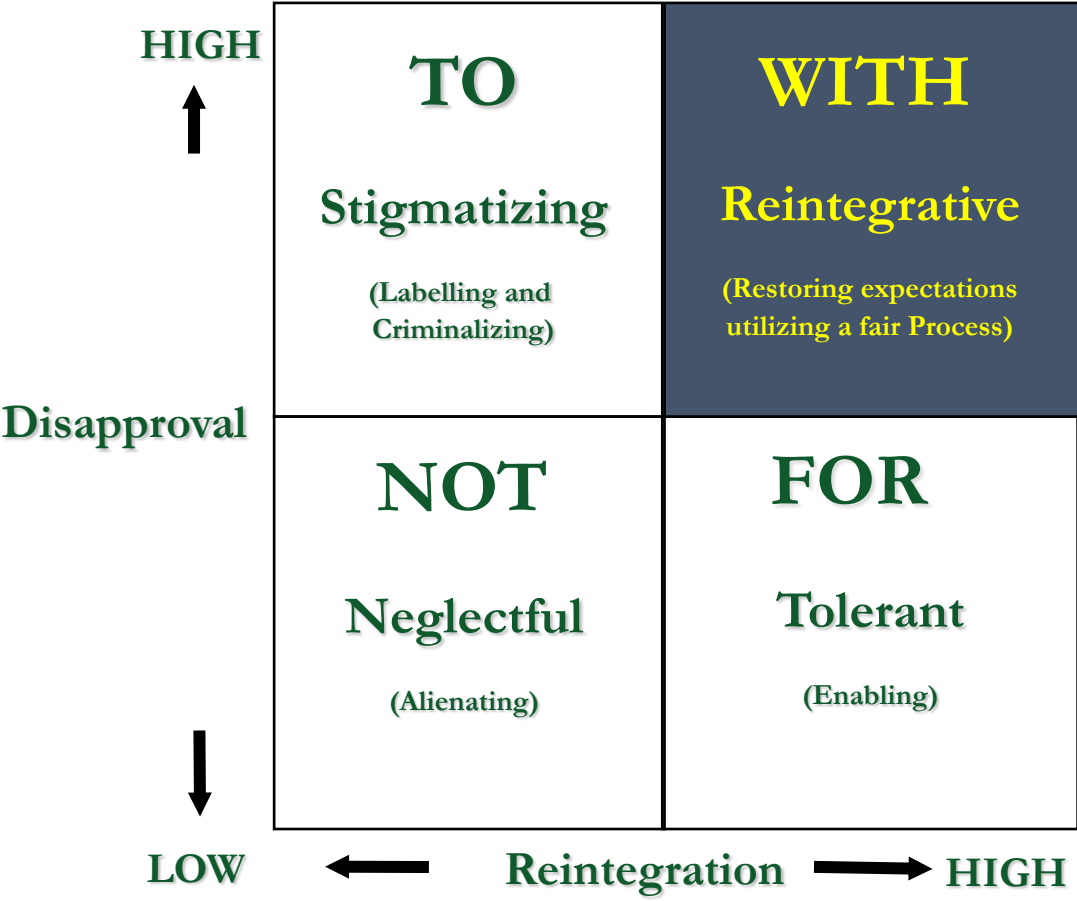 HIGH
TO
WITH
Stigmatizing
Reintegrative
(Labelling and
Criminalizing)
(Restoring expectations
utilizing a fair Process)
Disapproval
NOT
FOR
Neglectful
Tolerant
(Alienating)
(Enabling)
LOW
Reintegration
HIGH